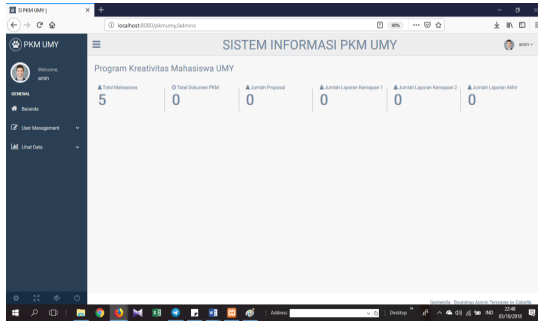 SI PKM UMY |
localhost:8080/pkmumy/admins
90%
PKM UMY
SISTEM INFORMASI PKM UMY
amin
Welcome,
amin
GENERAL
Beranda
User Management
Lihat Data
Program Kreativitas Mahasiswa UMY
Total Mahasiswa
5
Total Dokumen PKM
0
Jumlah Proposal
0
Jumlah Laporan Kemajuan 1
0
Jumlah Laporan Kemajuan 2
0
Jumlah Laporan Akhir
0
Gentelella - Bootstrap Admin Template by Colorlib
Address
Desktop
IND
22:48
03/10/2018